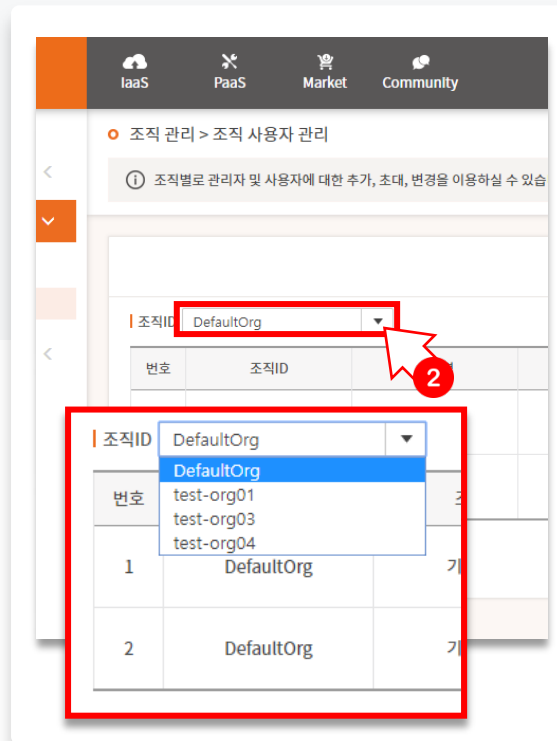 IaaS PaaS Market Community
조직 관리 > 조직 사용자 관리
조직별로 관리자 및 사용자에 대한 추가, 초대, 변경을 이용하실 수 있습
조직ID DefaultOrg
2
번호 조직ID
조직ID DefaultOrg
DefaultOrg
test-org01
test-org03
test-org04
번호
1 DefaultOrg 기
2 DefaultOrg 기